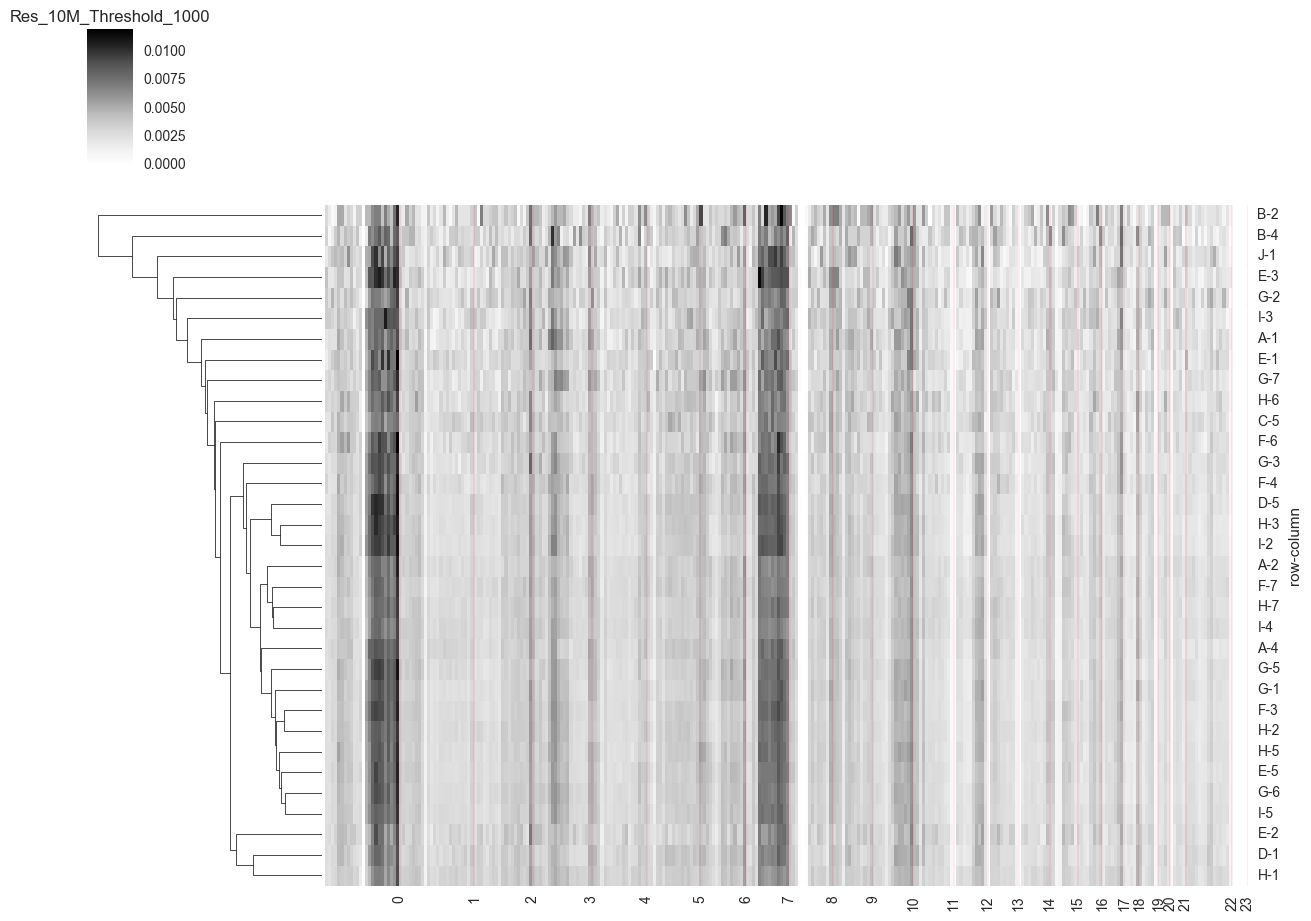 Res_10M_Threshold_1000
0.0100
0.0075
0.0050
0.0025
0.0000
B-2
B-4
J-1
E-3
G-2
I-3
A-1
E-1
G-7
H-6
C-5
F-6
G-3
F-4
D-5
H-3
I-2
A-2
F-7
H-7
I-4
A-4
G-5
G-1
F-3
H-2
H-5
E-5
G-6
I-5
E-2
D-1
H-1
row-column
0 1 2 3 4 5 6 7 8 9 10 11 12 13 14 15 16 17 18 19 20 21 22 23